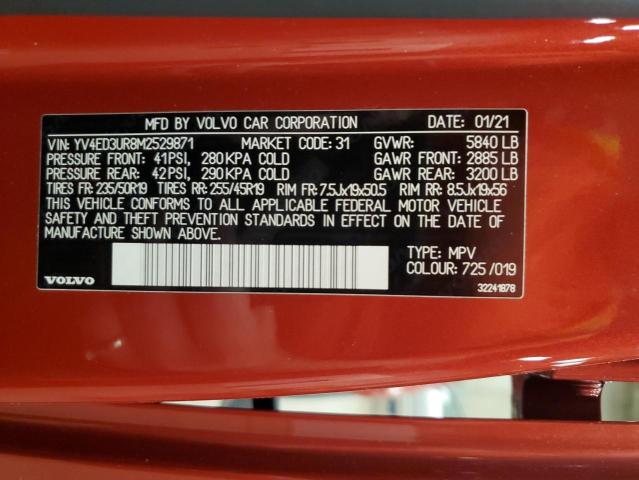 MFD BY VOLVO CAR CORPORATION DATE: 01/21
VIN: YV4ED3UR8M2529871 MARKET CODE: 31 GVWR: 5840 LB
PRESSURE FRONT: 41PSI, 280KPA COLD GAWR FRONT: 2885 LB
PRESSURE REAR: 42PSI, 290KPA COLD GAWR REAR: 3200 LB
TIRES FR: 235/50R19 TIRES RR: 255/45R19 RIM FR: 7.5Jx19x50.5 RIM RR: 8.5Jx19x56
THIS VEHICLE CONFORMS TO ALL APPLICABLE FEDERAL MOTOR VEHICLE
SAFETY AND THEFT PREVENTION STANDARDS IN EFFECT ON THE DATE OF
MANUFACTURE SHOWN ABOVE.
TYPE: MPV
COLOUR: 725/019
VOLVO 32241878